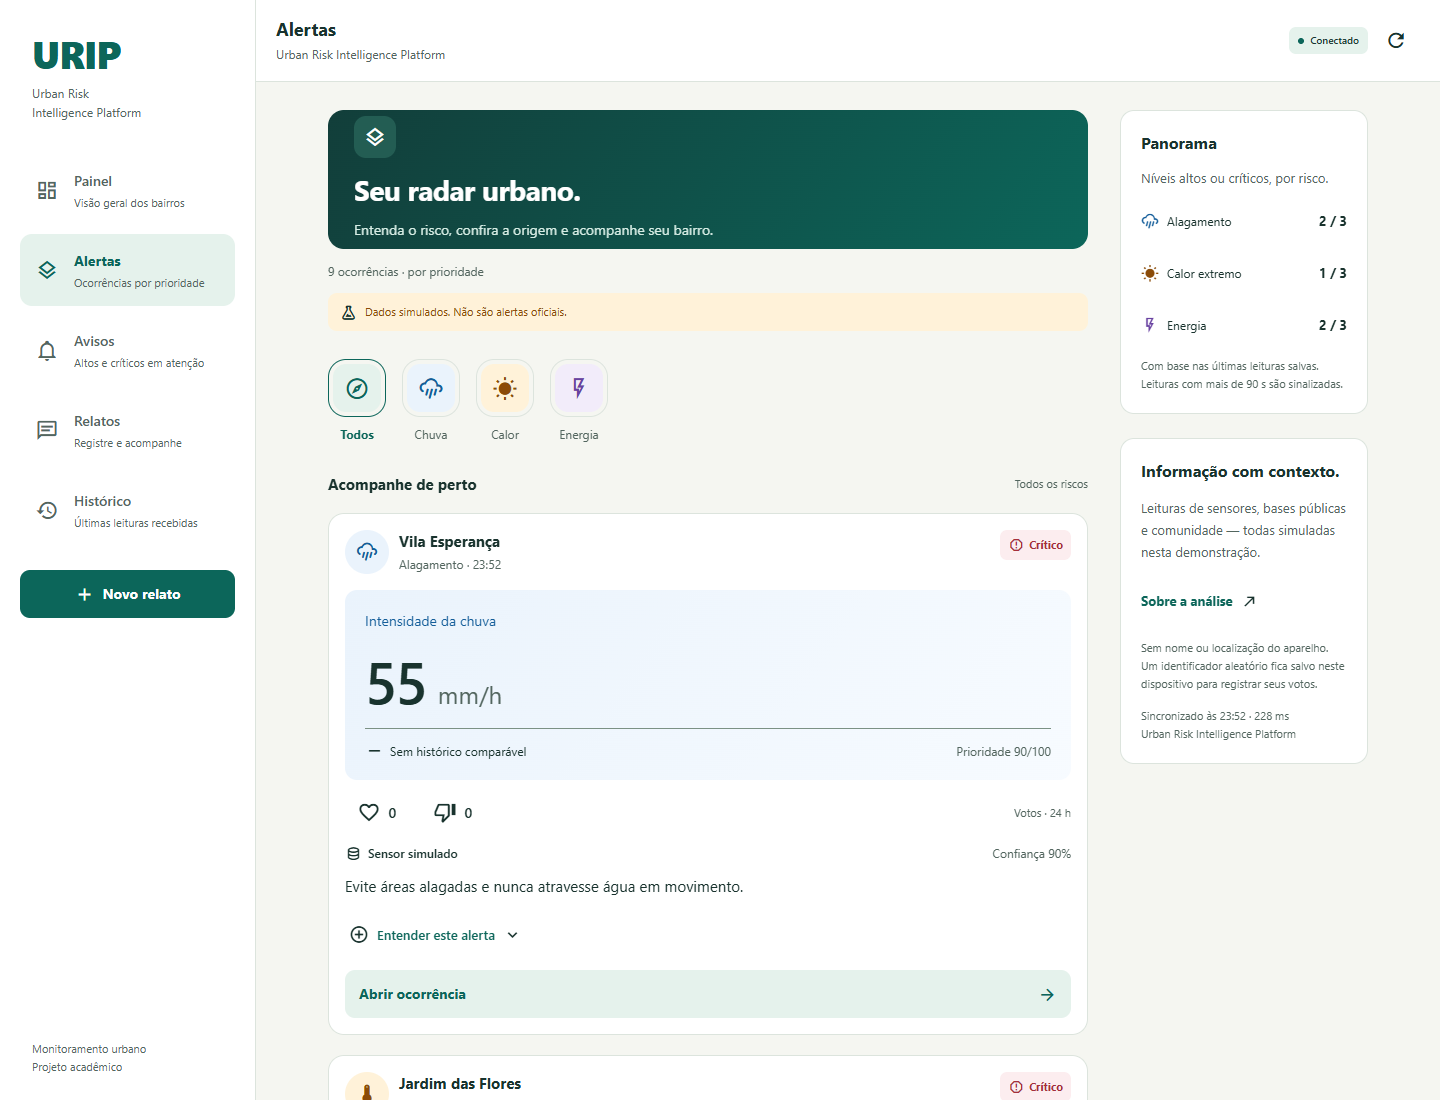 URIP
Urban Risk
Intelligence Platform
Painel
Visão geral dos bairros
Alertas
Ocorrências por prioridade
Avisos
Altos e críticos em atenção
Relatos
Registre e acompanhe
Histórico
Últimas leituras recebidas
Novo relato
Monitoramento urbano
Projeto acadêmico
Alertas
Urban Risk Intelligence Platform
Conectado
Seu radar urbano.
Entenda o risco, confira a origem e acompanhe seu bairro.
9 ocorrências · por prioridade
Dados simulados. Não são alertas oficiais.
Todos
Chuva
Calor
Energia
Acompanhe de perto
Todos os riscos
Vila Esperança
Alagamento · 23:52
Crítico
Intensidade da chuva
55 mm/h
Sem histórico comparável
Prioridade 90/100
0
0
Votos · 24 h
Sensor simulado
Confiança 90%
Evite áreas alagadas e nunca atravesse água em movimento.
Entender este alerta
Abrir ocorrência
Jardim das Flores
Crítico
Panorama
Níveis altos ou críticos, por risco.
Alagamento 2 / 3
Calor extremo 1 / 3
Energia 2 / 3
Com base nas últimas leituras salvas.
Leituras com mais de 90 s são sinalizadas.
Informação com contexto.
Leituras de sensores, bases públicas
e comunidade — todas simuladas
nesta demonstração.
Sobre a análise
Sem nome ou localização do aparelho.
Um identificador aleatório fica salvo neste
dispositivo para registrar seus votos.
Sincronizado às 23:52 · 228 ms
Urban Risk Intelligence Platform